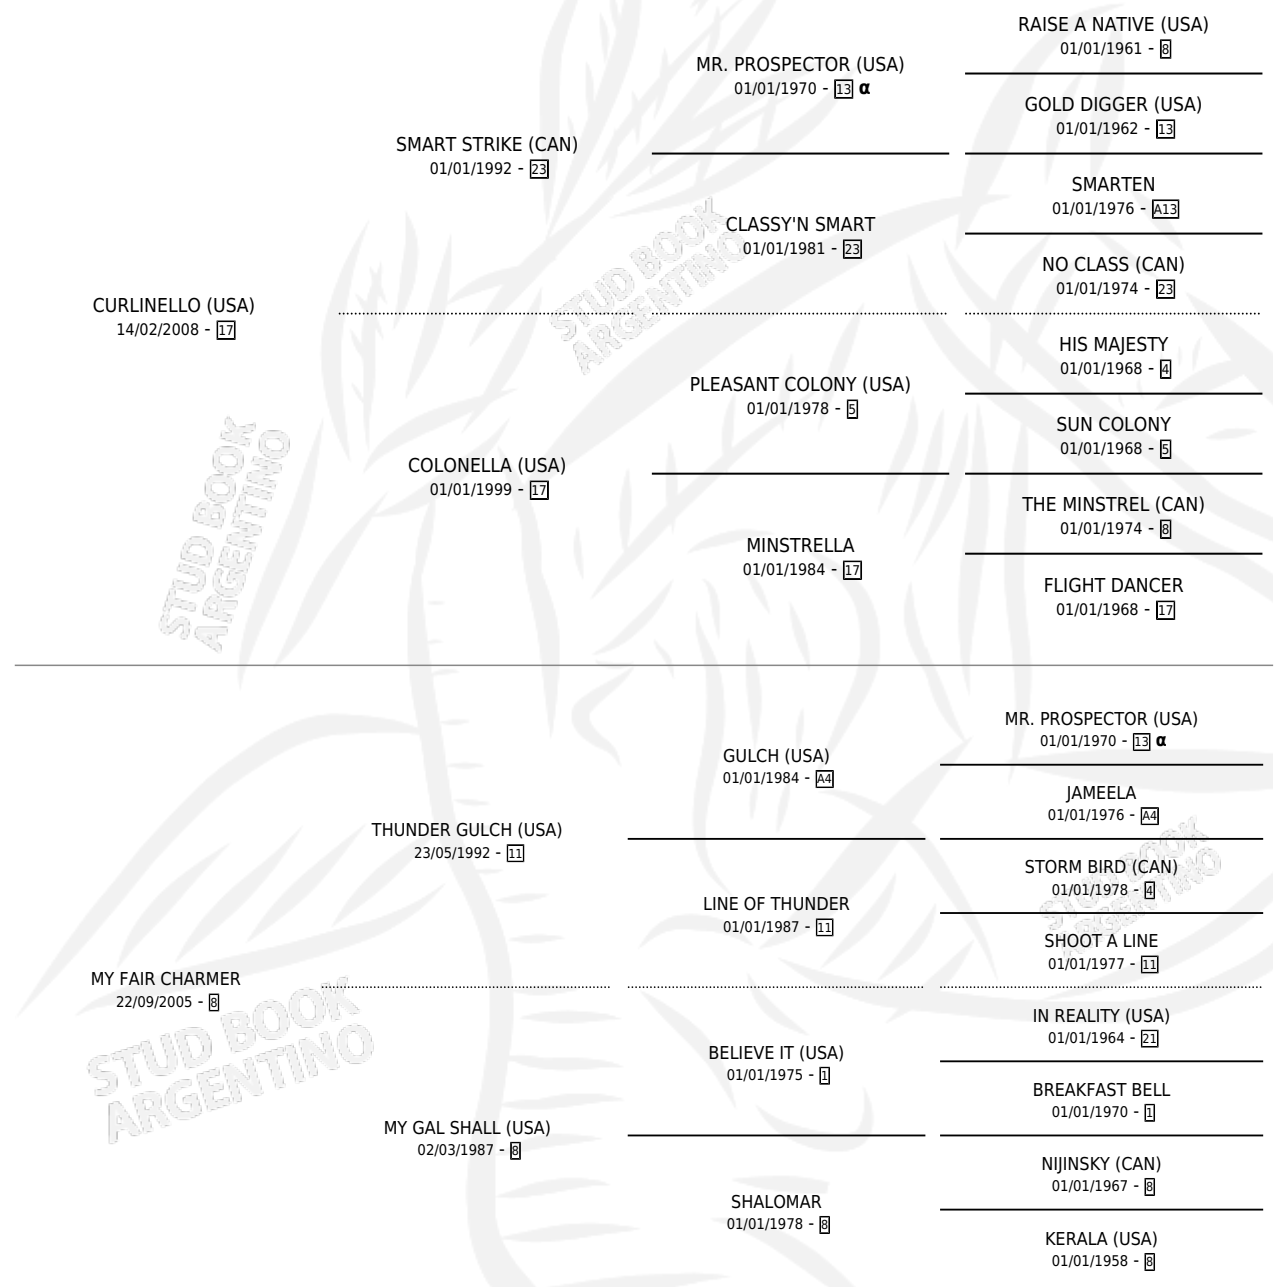 RAISE A NATIVE (USA)
01/01/1961 - 8
MR. PROSPECTOR (USA)
01/01/1970 - 13 α
GOLD DIGGER (USA)
01/01/1962 - 13
SMART STRIKE (CAN)
01/01/1992 - 23
SMARTEN
01/01/1976 - A13
CLASSY'N SMART
01/01/1981 - 23
NO CLASS (CAN)
01/01/1974 - 23
CURLINELLO (USA)
14/02/2008 - 17
STUD BOOK
ARGENTINO
HIS MAJESTY
01/01/1968 - 4
PLEASANT COLONY (USA)
01/01/1978 - 5
SUN COLONY
01/01/1968 - 5
COLONELLA (USA)
01/01/1999 - 17
THE MINSTREL (CAN)
01/01/1974 - 8
MINSTRELLA
01/01/1984 - 17
FLIGHT DANCER
01/01/1968 - 17
STUD BOOK
ARGENTINO
MR. PROSPECTOR (USA)
01/01/1970 - 13 α
GULCH (USA)
01/01/1984 - A4
JAMEELA
01/01/1976 - A4
THUNDER GULCH (USA)
23/05/1992 - 11
STORM BIRD (CAN)
01/01/1978 - 4
LINE OF THUNDER
01/01/1987 - 11
SHOOT A LINE
01/01/1977 - 11
STUD BOOK
ARGENTINO
MY FAIR CHARMER
22/09/2005 - 8
STUD BOOK
ARGENTINO
IN REALITY (USA)
01/01/1964 - 21
BELIEVE IT (USA)
01/01/1975 - 1
BREAKFAST BELL
01/01/1970 - 1
MY GAL SHALL (USA)
02/03/1987 - 8
NIJINSKY (CAN)
01/01/1967 - 8
SHALOMAR
01/01/1978 - 8
KERALA (USA)
01/01/1958 - 8